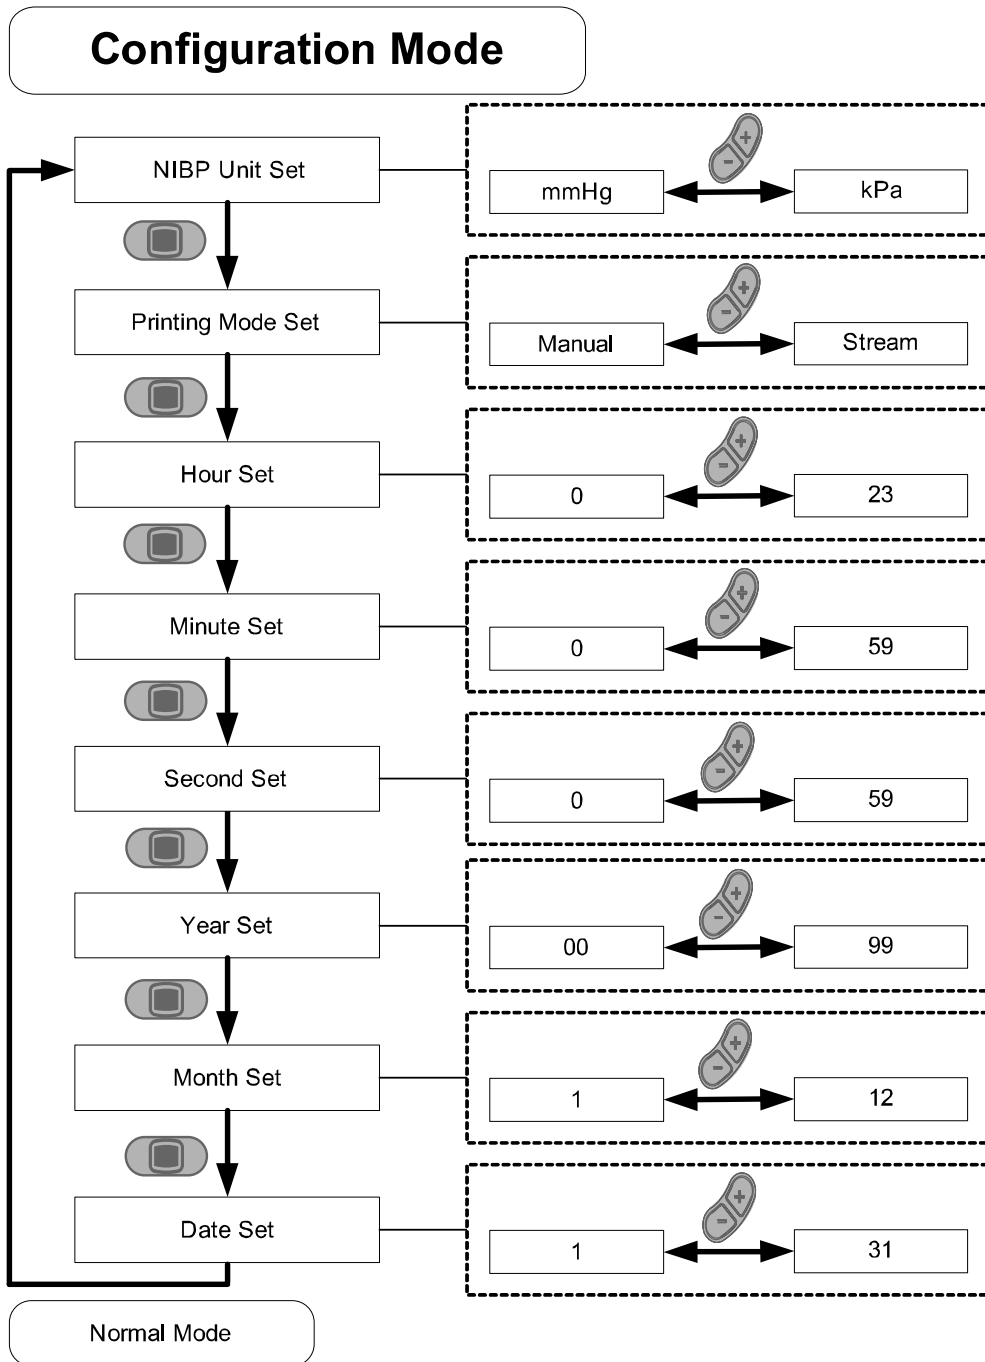 Configuration Mode
NIBP Unit Set
mmHg
kPa
Printing Mode Set
Manual
Stream
Hour Set
0
23
Minute Set
0
59
Second Set
0
59
Year Set
00
99
Month Set
1
12
Date Set
1
31
Normal Mode